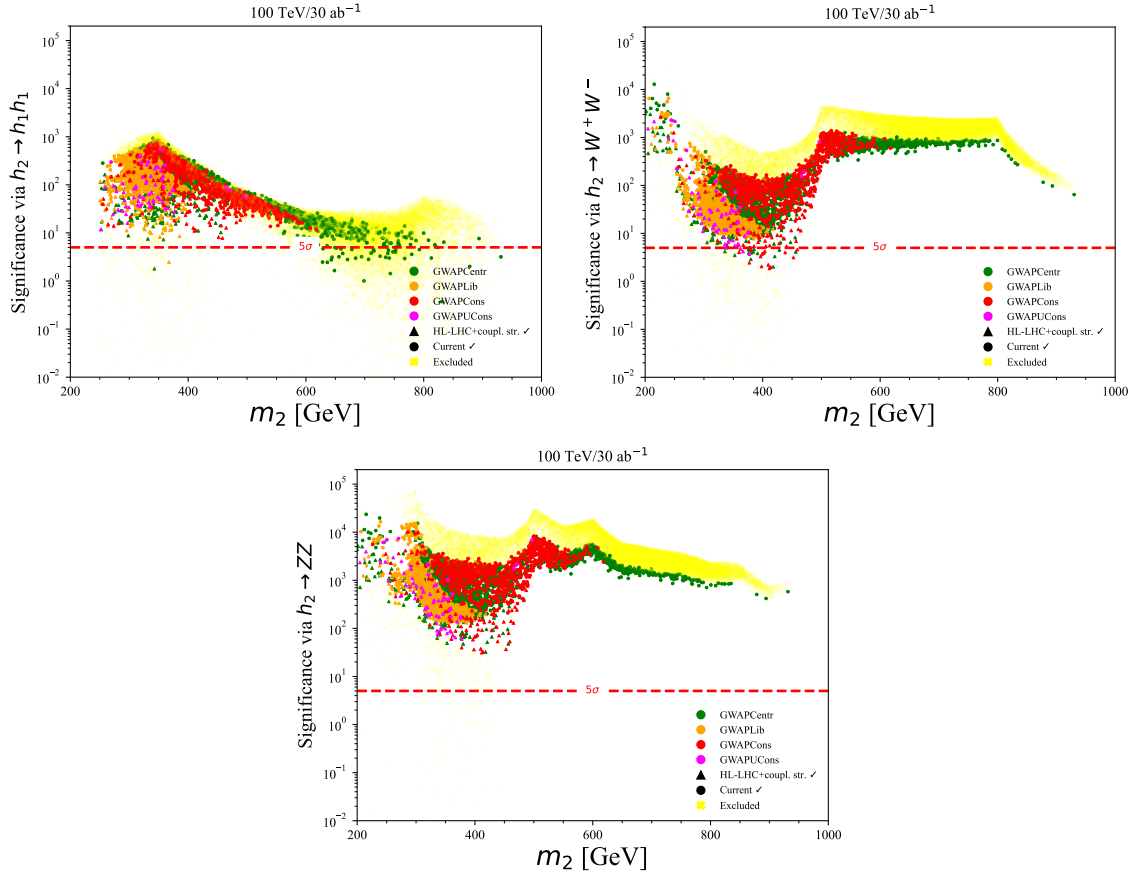 100 TeV/30 ab⁻¹
Significance via h₂ → h₁h₁
10⁵
10⁴
10³
10²
10¹
10⁰
10⁻¹
10⁻²
5σ
GWAPCentr
GWAPLib
GWAPCons
GWAPUCons
HL-LHC+coupl. str. ✓
Current ✓
Excluded
200 400 600 800 1000
m₂ [GeV]
100 TeV/30 ab⁻¹
Significance via h₂ → W⁺W⁻
10⁵
10⁴
10³
10²
10¹
10⁰
10⁻¹
10⁻²
5σ
GWAPCentr
GWAPLib
GWAPCons
GWAPUCons
HL-LHC+coupl. str. ✓
Current ✓
Excluded
200 400 600 800 1000
m₂ [GeV]
100 TeV/30 ab⁻¹
Significance via h₂ → ZZ
10⁵
10⁴
10³
10²
10¹
10⁰
10⁻¹
10⁻²
5σ
GWAPCentr
GWAPLib
GWAPCons
GWAPUCons
HL-LHC+coupl. str. ✓
Current ✓
Excluded
200 400 600 800 1000
m₂ [GeV]